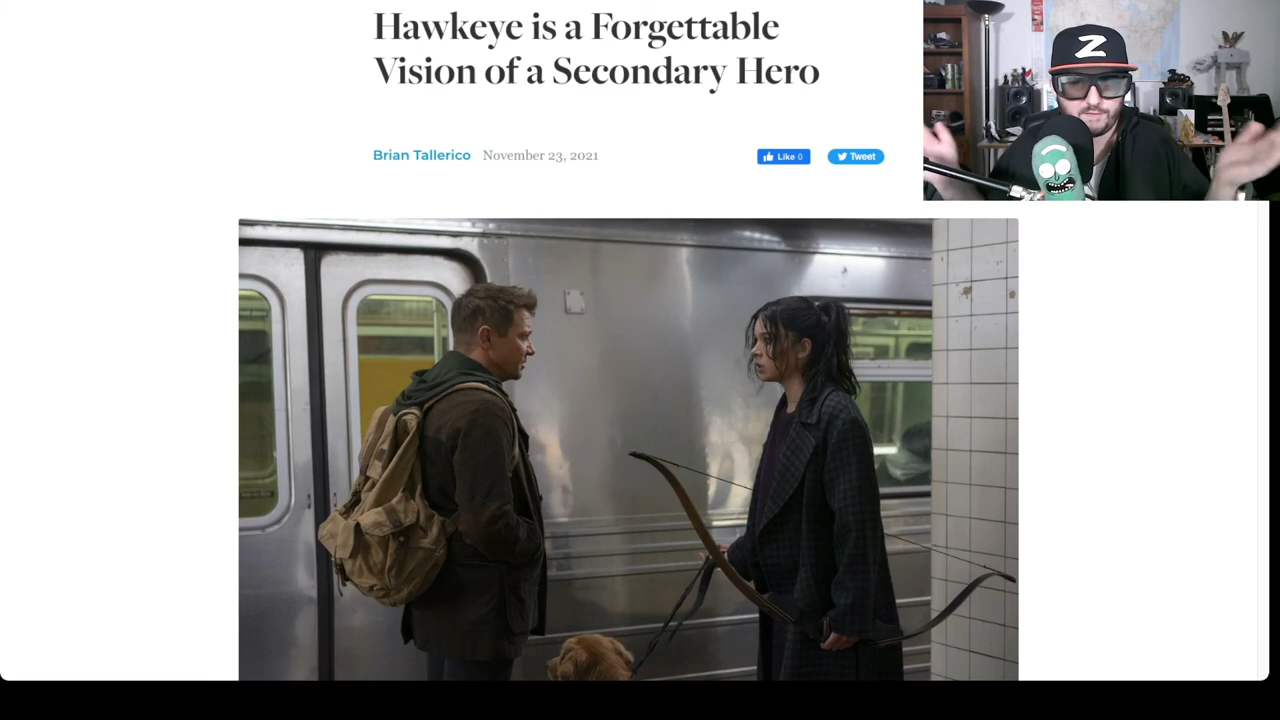 Hawkeye is a Forgettable
Vision of a Secondary Hero
Brian Tallerico November 23, 2021
Like 0
Tweet
Z